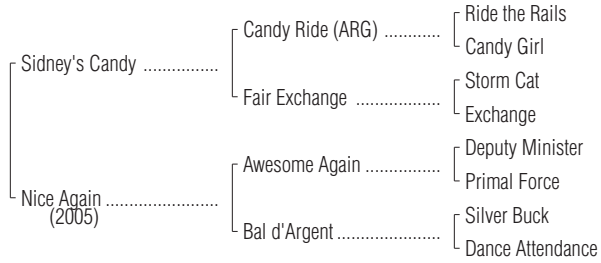 Ride the Rails
Candy Ride (ARG) ............
Candy Girl
Sidney's Candy ................
Storm Cat
Fair Exchange ..................
Exchange
Deputy Minister
Awesome Again ................
Primal Force
Nice Again ........................
(2005)
Silver Buck
Bal d'Argent ......................
Dance Attendance